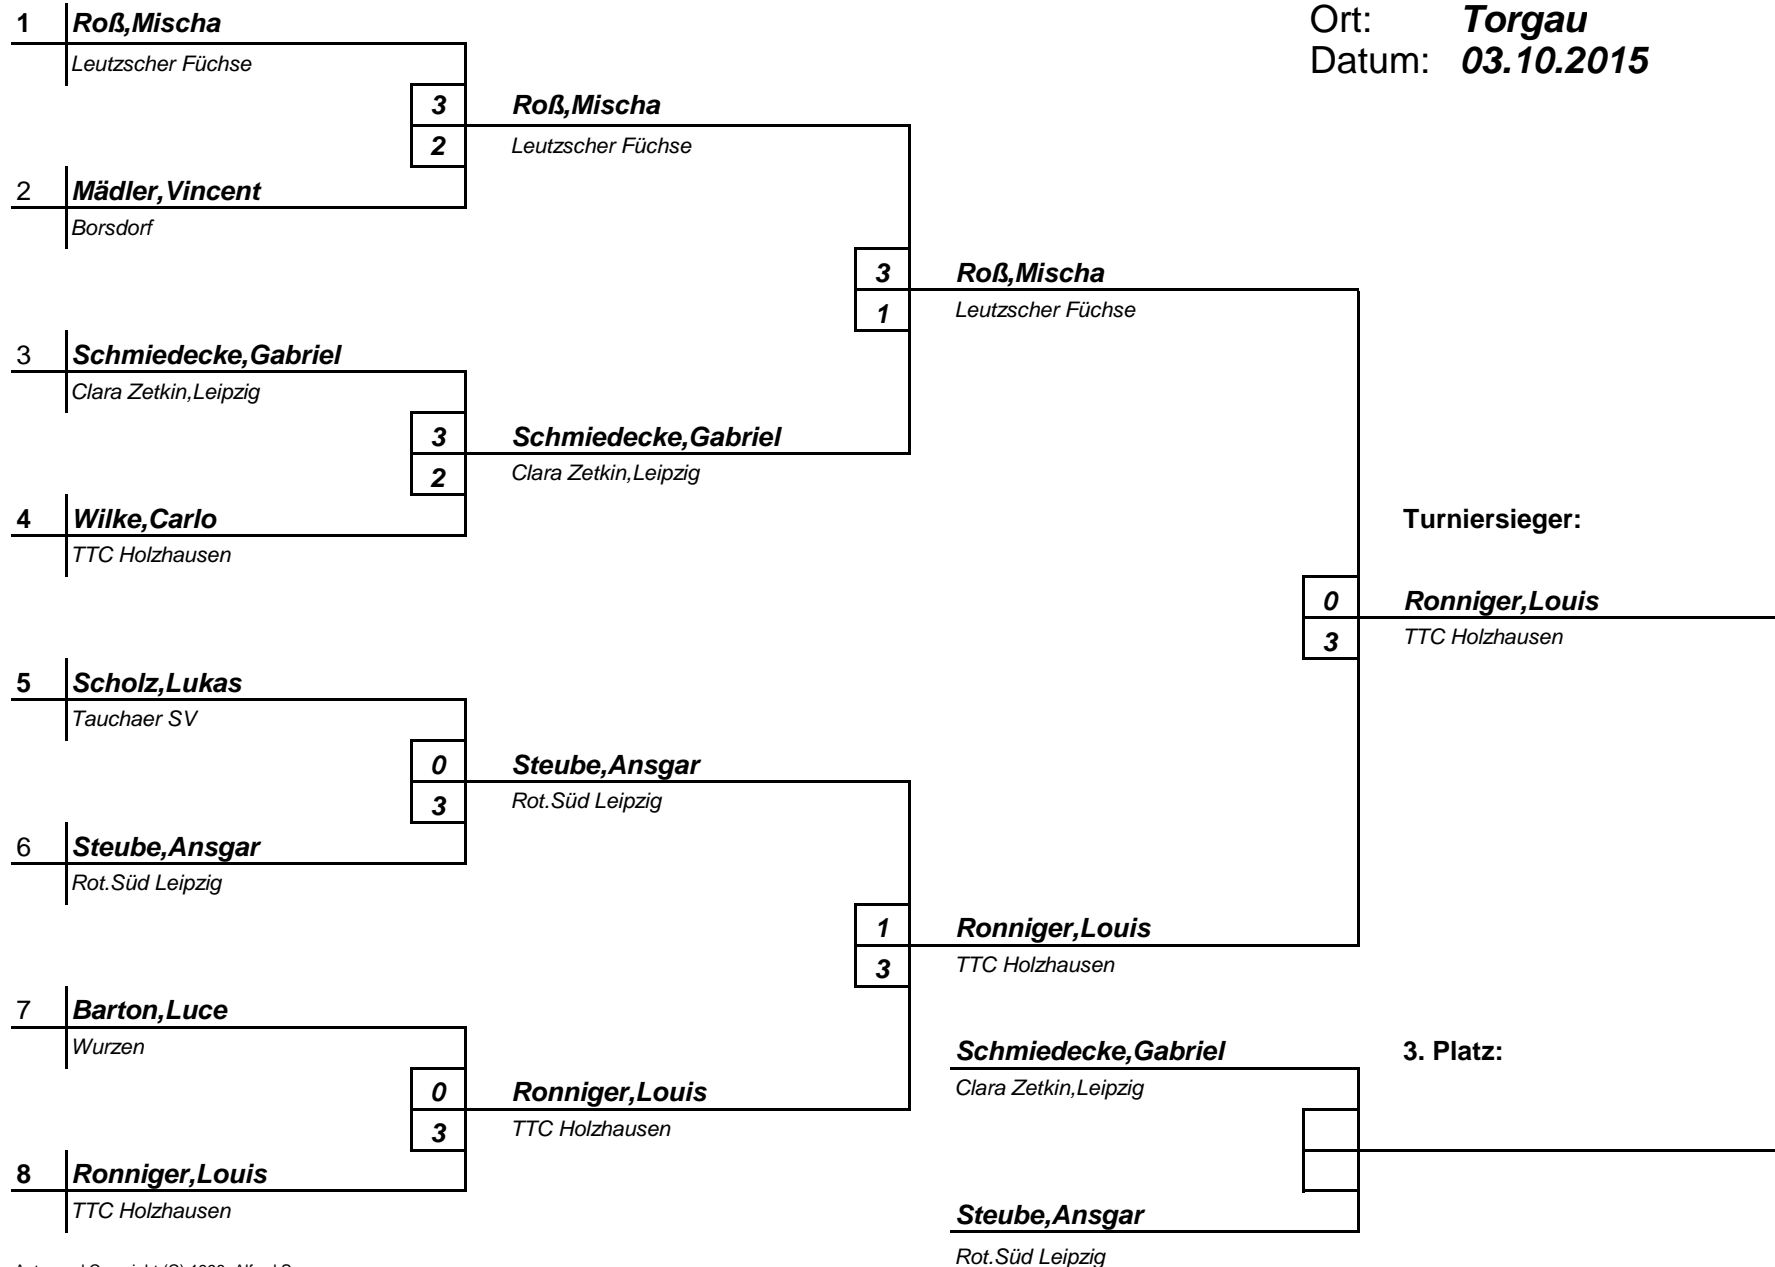 Ort: Torgau
Datum: 03.10.2015
1 Roß,Mischa
Leutzscher Füchse
3 Roß,Mischa
2 Leutzscher Füchse
2 Mädler,Vincent
Borsdorf
3 Roß,Mischa
1 Leutzscher Füchse
3 Schmiedecke,Gabriel
Clara Zetkin,Leipzig
3 Schmiedecke,Gabriel
2 Clara Zetkin,Leipzig
4 Wilke,Carlo
TTC Holzhausen
Turniersieger:
0 Ronniger,Louis
3 TTC Holzhausen
5 Scholz,Lukas
Tauchaer SV
0 Steube,Ansgar
3 Rot.Süd Leipzig
6 Steube,Ansgar
Rot.Süd Leipzig
1 Ronniger,Louis
3 TTC Holzhausen
7 Barton,Luce
Wurzen
Schmiedecke,Gabriel
Clara Zetkin,Leipzig
3. Platz:
0 Ronniger,Louis
3 TTC Holzhausen
8 Ronniger,Louis
TTC Holzhausen
Steube,Ansgar
Rot.Süd Leipzig